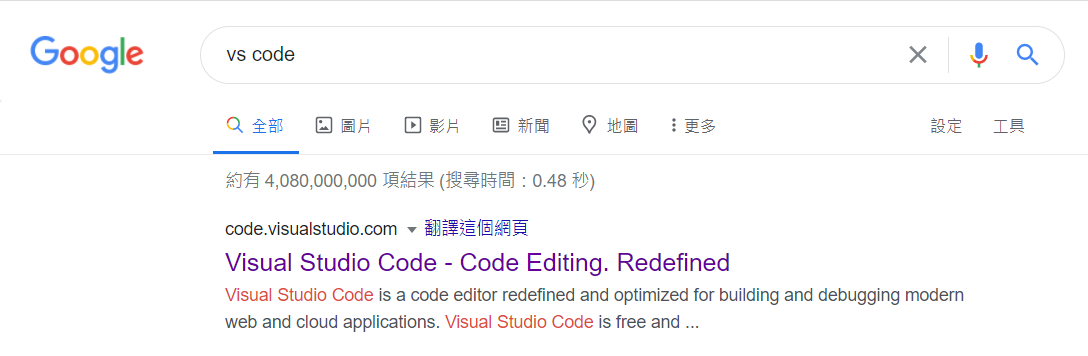 Google
vs code
全部 圖片 影片 新聞 地圖 更多 設定 工具
約有 4,080,000,000 項結果 (搜尋時間：0.48 秒)
code.visualstudio.com 翻譯這個網頁
Visual Studio Code - Code Editing. Redefined
Visual Studio Code is a code editor redefined and optimized for building and debugging modern
web and cloud applications. Visual Studio Code is free and ...